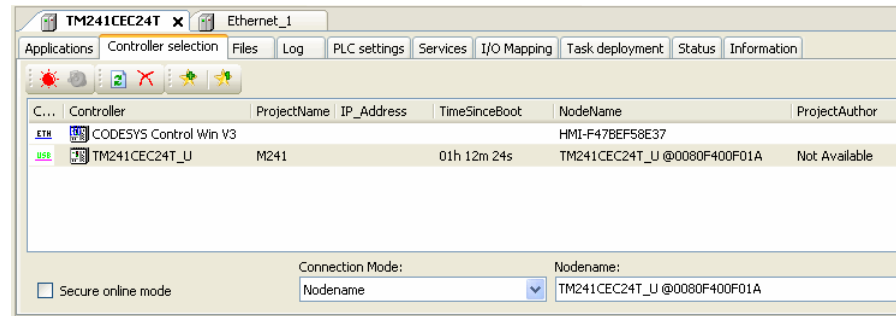 TM241CEC24T X Ethernet_1
Applications Controller selection Files Log PLC settings Services I/O Mapping Task deployment Status Information
C... Controller ProjectName IP_Address TimeSinceBoot NodeName ProjectAuthor
ETH CODESYS Control Win V3 HMI-F47BEF58E37
USB TM241CEC24T_U M241 01h 12m 24s TM241CEC24T_U @0080F400F01A Not Available
Connection Mode: Nodename:
Secure online mode Nodename TM241CEC24T_U @0080F400F01A